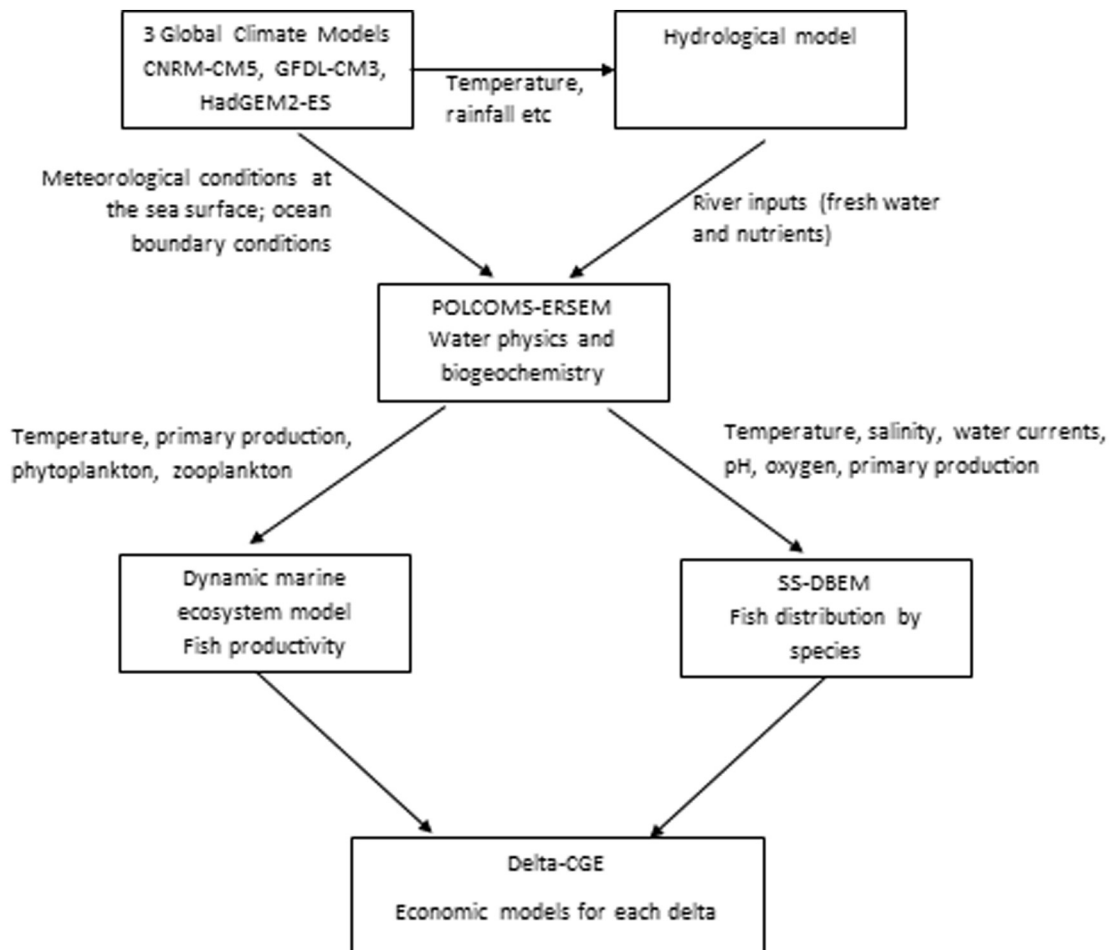 3 Global Climate Models
CNRM-CM5, GFDL-CM3,
HadGEM2-ES
Temperature,
rainfall etc
Hydrological model
Meteorological conditions at
the sea surface; ocean
boundary conditions
River inputs (fresh water
and nutrients)
POLCOMS-ERSEM
Water physics and
biogeochemistry
Temperature, primary production,
phytoplankton, zooplankton
Temperature, salinity, water currents,
pH, oxygen, primary production
Dynamic marine
ecosystem model
Fish productivity
SS-DBEM
Fish distribution by
species
Delta-CGE
Economic models for each delta